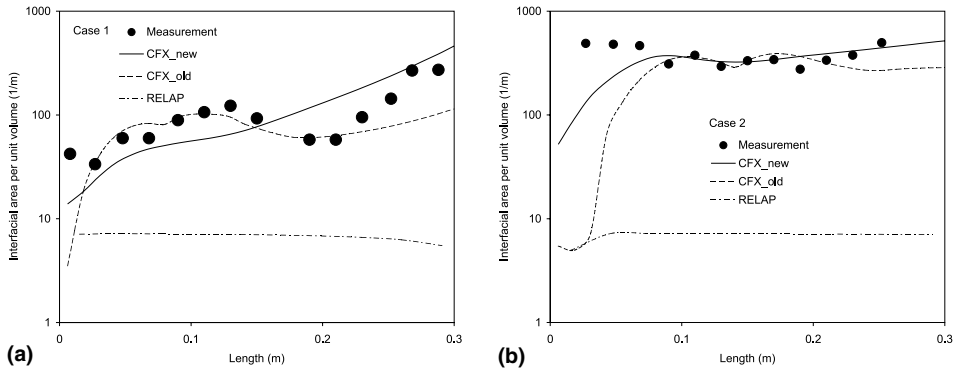 1000
100
10
1
Interfacial area per unit volume (1/m)
Case 1
Measurement
CFX_new
CFX_old
RELAP
0
0.1
0.2
0.3
Length (m)
(a)
1000
100
10
1
Interfacial area per unit volume (1/m)
Case 2
Measurement
CFX_new
CFX_old
RELAP
0
0.1
0.2
0.3
Length (m)
(b)